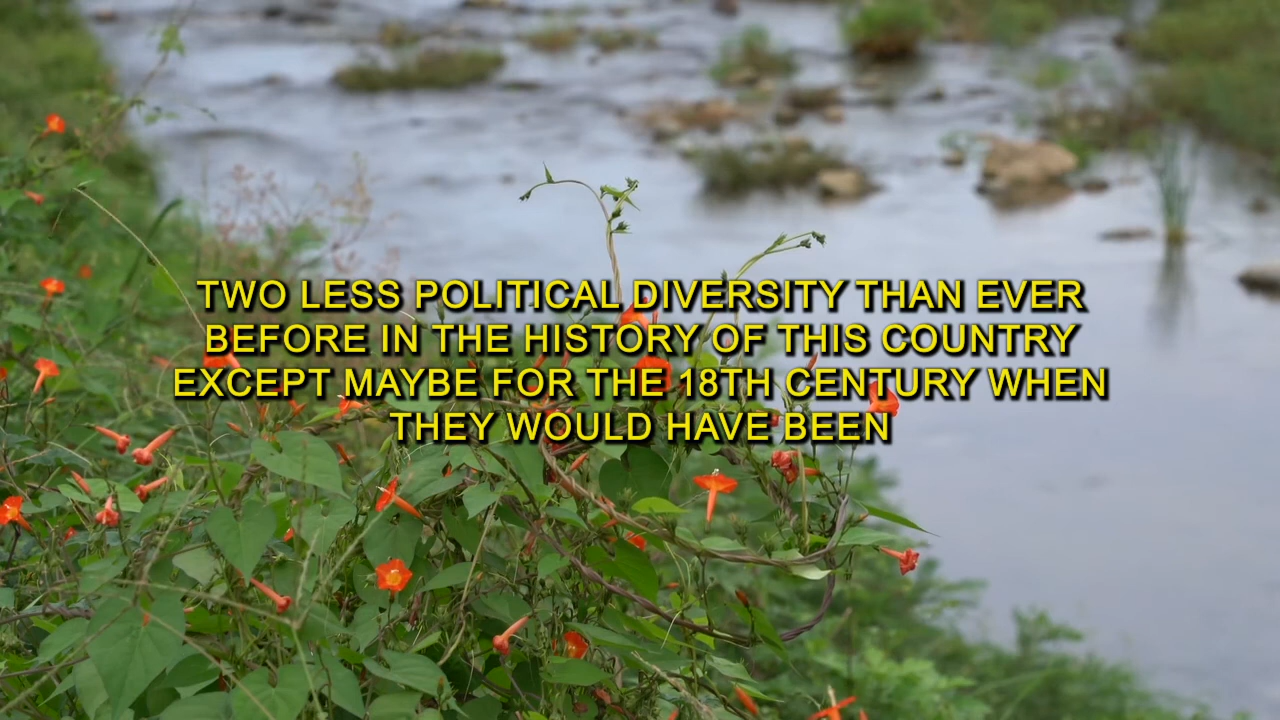 TWO LESS POLITICAL DIVERSITY THAN EVER
BEFORE IN THE HISTORY OF THIS COUNTRY
EXCEPT MAYBE FOR THE 18TH CENTURY WHEN
THEY WOULD HAVE BEEN